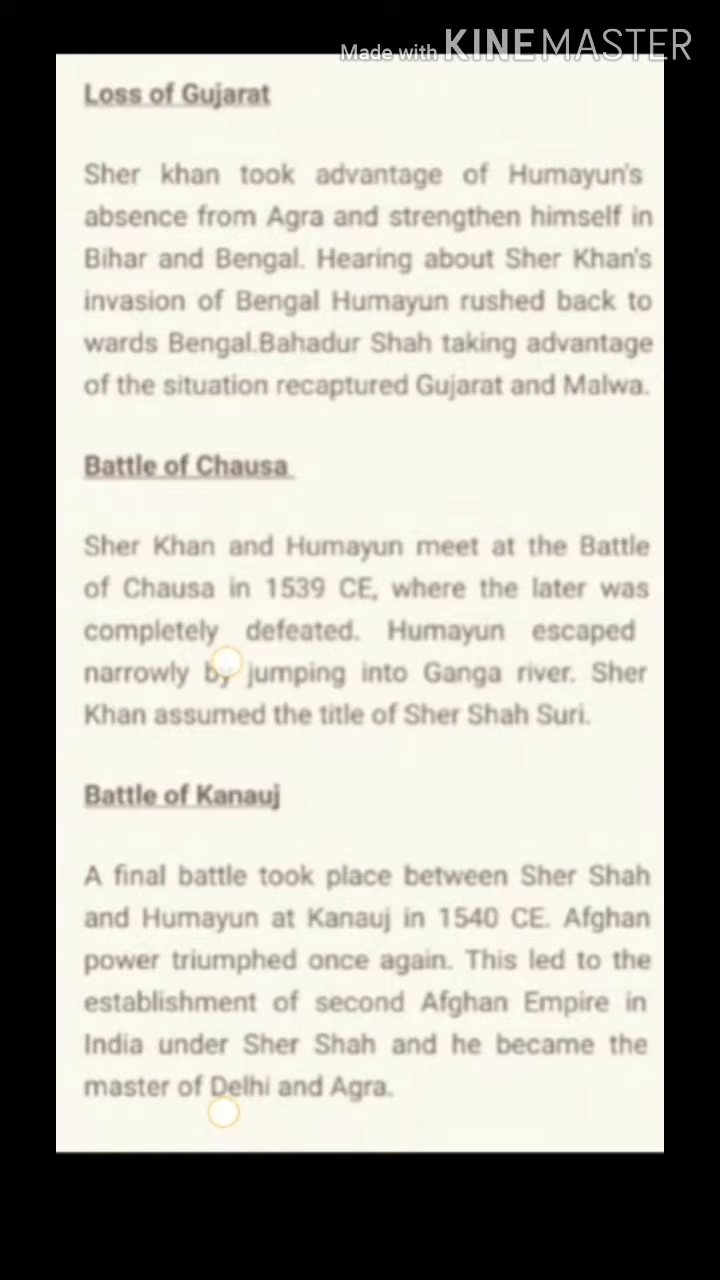 Made with KINEMASTER
Loss of Gujarat
Sher khan took advantage of Humayun's
absence from Agra and strengthen himself in
Bihar and Bengal. Hearing about Sher Khan's
invasion of Bengal Humayun rushed back to
wards Bengal.Bahadur Shah taking advantage
of the situation recaptured Gujarat and Malwa.
Battle of Chausa
Sher Khan and Humayun meet at the Battle
of Chausa in 1539 CE, where the later was
completely defeated. Humayun escaped
narrowly by jumping into Ganga river. Sher
Khan assumed the title of Sher Shah Suri.
Battle of Kanauj
A final battle took place between Sher Shah
and Humayun at Kanauj in 1540 CE. Afghan
power triumphed once again. This led to the
establishment of second Afghan Empire in
India under Sher Shah and he became the
master of Delhi and Agra.